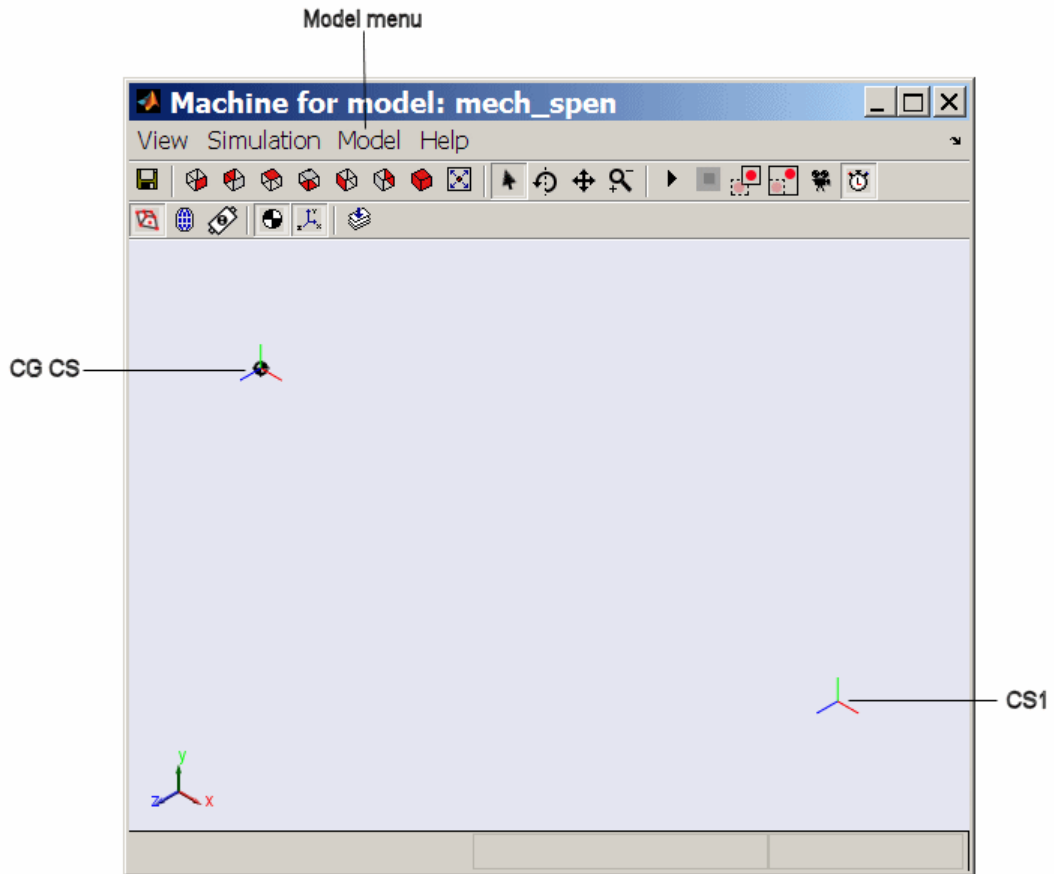 Model menu
Machine for model: mech_spen
View Simulation Model Help
CG CS
CS1
y
z x